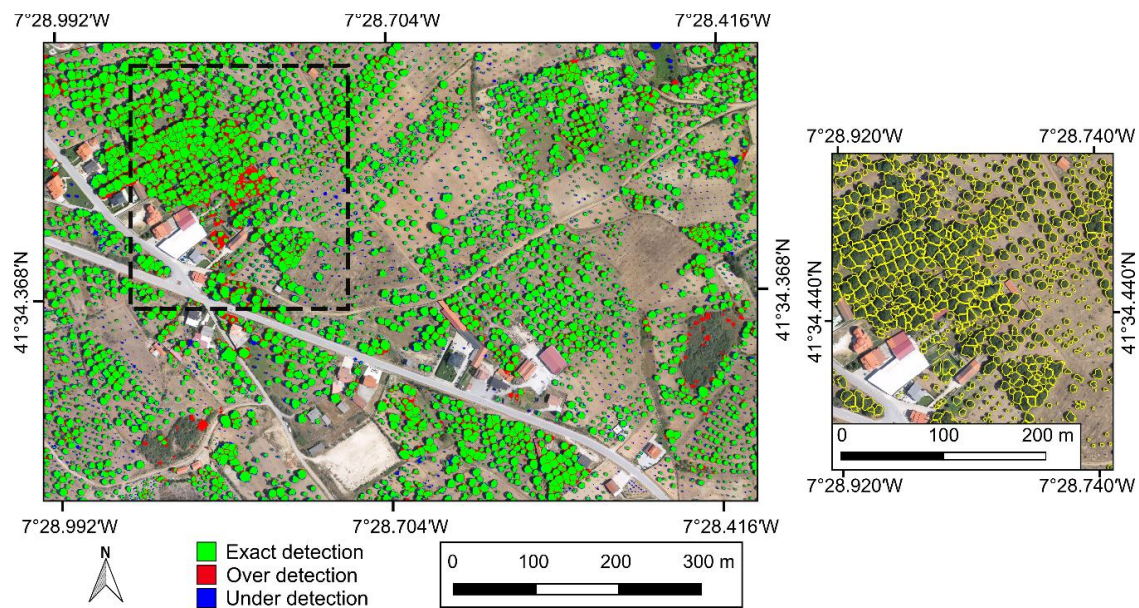 7°28.992′W 7°28.704′W 7°28.416′W
7°28.920′W 7°28.740′W
41°34.368′N
41°34.368′N
41°34.440′N
41°34.440′N
0 100 200 m
7°28.920′W 7°28.740′W
7°28.992′W 7°28.704′W 7°28.416′W
N
Exact detection
Over detection
Under detection
0 100 200 300 m